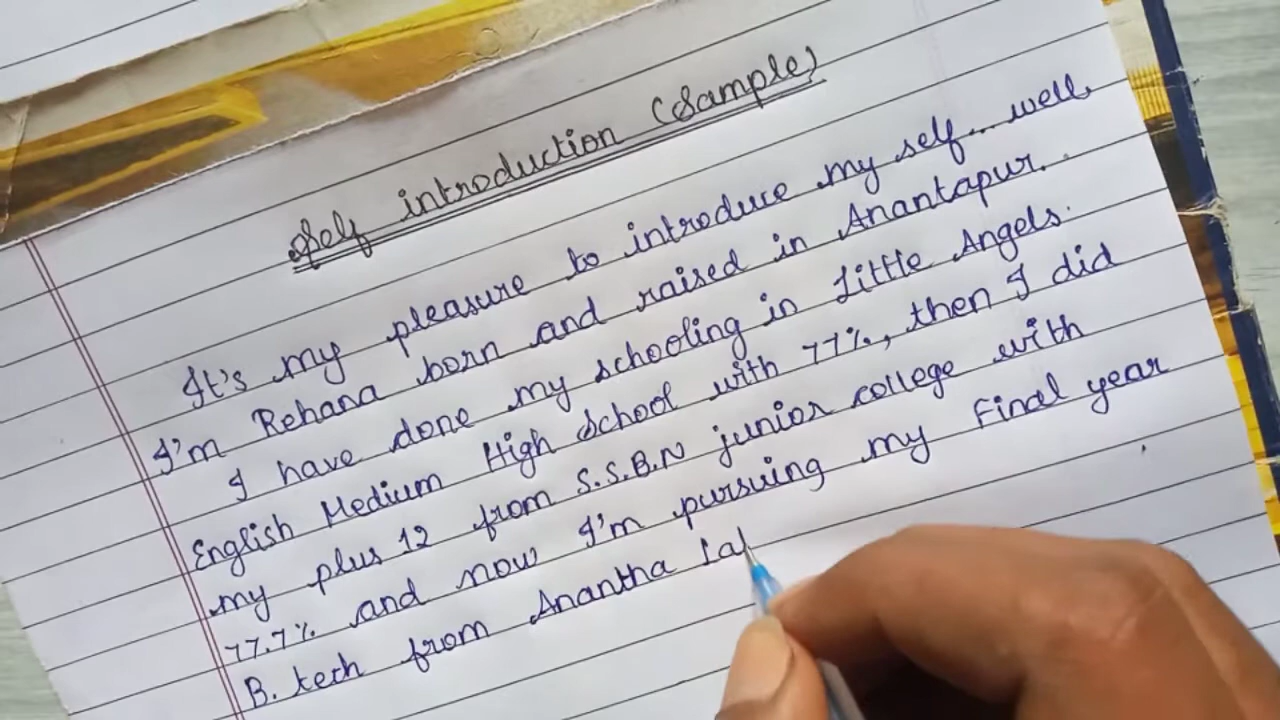 Self introduction (Sample)
It's my pleasure to introduce my self... well
I'm Rehana born and raised in Anantapur.
I have done my schooling in Little Angels.
English Medium High School with 77%, then I did
my plus 12 from S.S.B.N junior college with
77.7% and now I'm pursuing my Final year
B. tech from Anantha